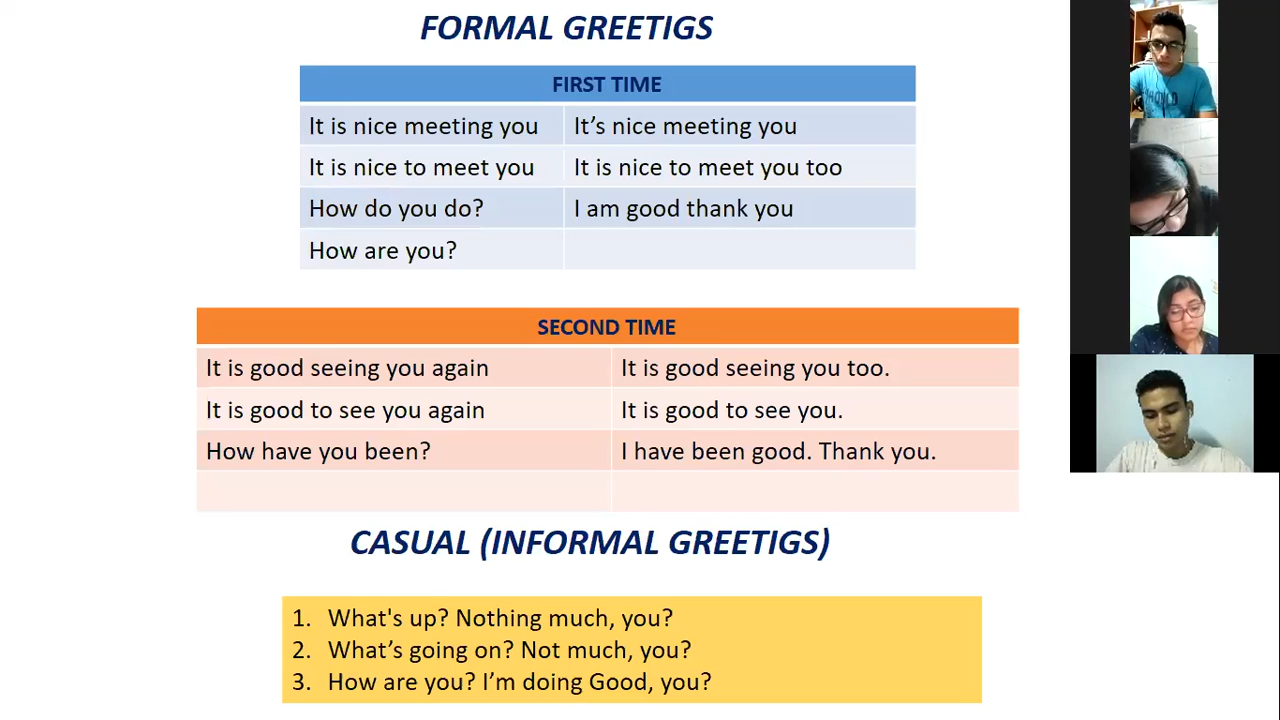 FORMAL GREETIGS
FIRST TIME
It is nice meeting you It’s nice meeting you
It is nice to meet you It is nice to meet you too
How do you do? I am good thank you
How are you?
SECOND TIME
It is good seeing you again It is good seeing you too.
It is good to see you again It is good to see you.
How have you been? I have been good. Thank you.
CASUAL (INFORMAL GREETIGS)
1. What's up? Nothing much, you?
2. What’s going on? Not much, you?
3. How are you? I’m doing Good, you?